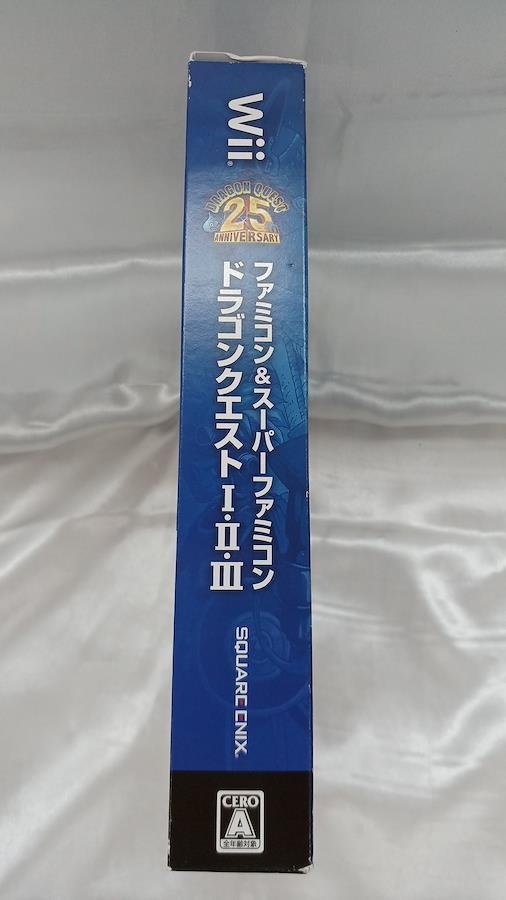 Wii
DRAGON QUEST
25
ANNIVERSARY
ファミコン&スーパーファミコン
ドラゴンクエストⅠ・Ⅱ・Ⅲ
SQUARE ENIX
CERO
A
全年齢対象